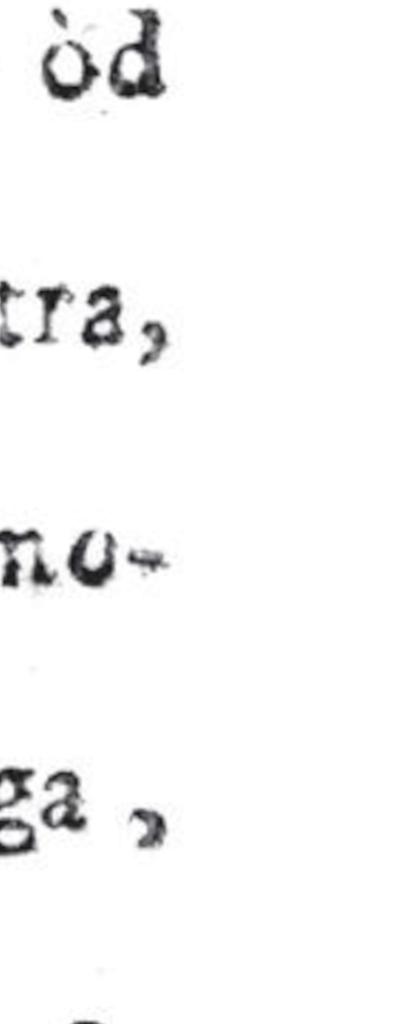 òd
tra,
no-
ga ,